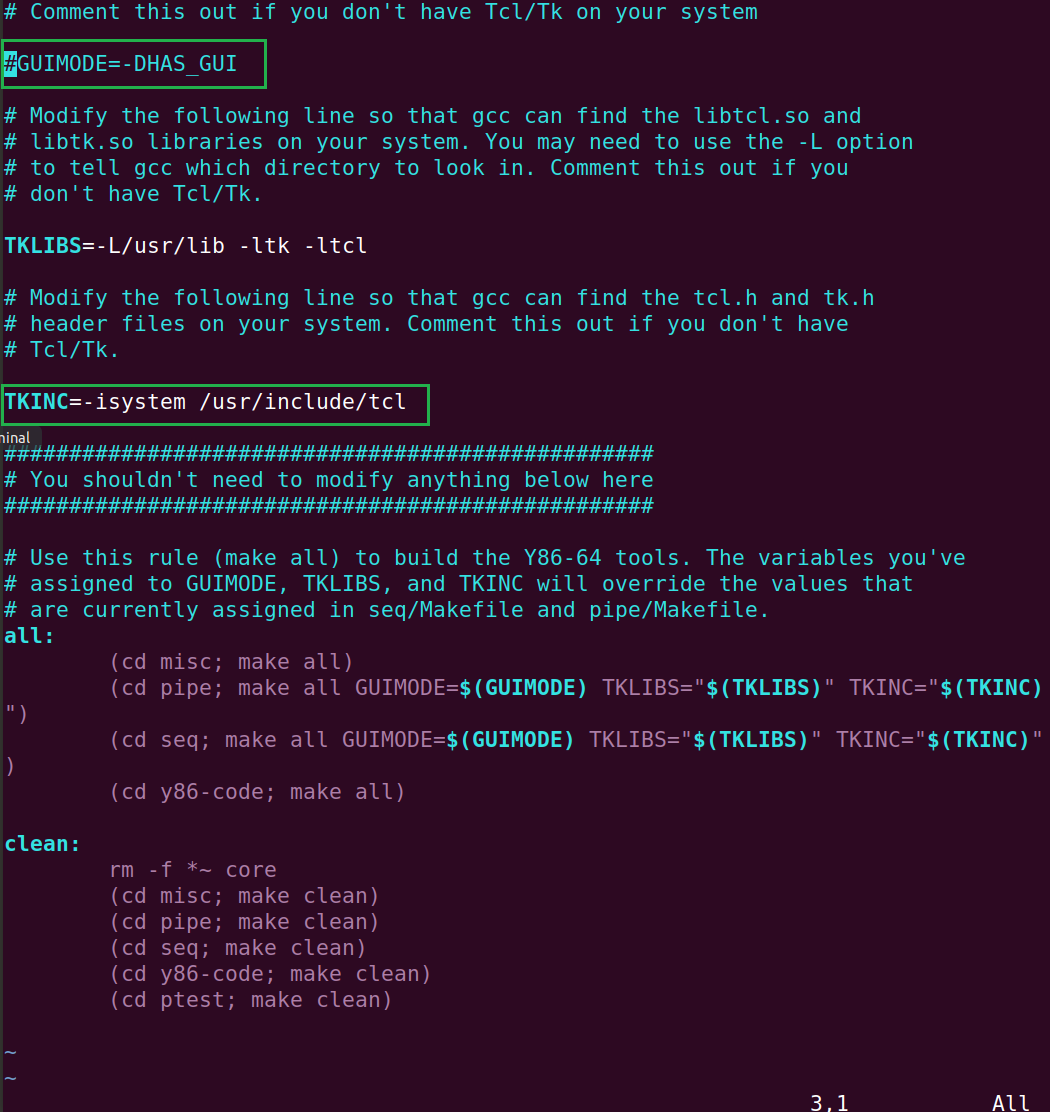 # Comment this out if you don't have Tcl/Tk on your system
#GUIMODE=-DHAS_GUI
# Modify the following line so that gcc can find the libtcl.so and
# libtk.so libraries on your system. You may need to use the -L option
# to tell gcc which directory to look in. Comment this out if you
# don't have Tcl/Tk.
TKLIBS=-L/usr/lib -ltk -ltcl
# Modify the following line so that gcc can find the tcl.h and tk.h
# header files on your system. Comment this out if you don't have
# Tcl/Tk.
TKINC=-isystem /usr/include/tcl
minal
##################################################
# You shouldn't need to modify anything below here
##################################################
# Use this rule (make all) to build the Y86-64 tools. The variables you've
# assigned to GUIMODE, TKLIBS, and TKINC will override the values that
# are currently assigned in seq/Makefile and pipe/Makefile.
all:
        (cd misc; make all)
        (cd pipe; make all GUIMODE=$(GUIMODE) TKLIBS="$(TKLIBS)" TKINC="$(TKINC)
")
        (cd seq; make all GUIMODE=$(GUIMODE) TKLIBS="$(TKLIBS)" TKINC="$(TKINC)"
)
        (cd y86-code; make all)
clean:
        rm -f *~ core
        (cd misc; make clean)
        (cd pipe; make clean)
        (cd seq; make clean)
        (cd y86-code; make clean)
        (cd ptest; make clean)
~
~
3,1 All